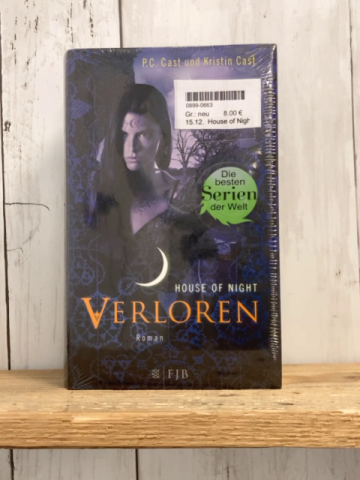 P.C. Cast und Kristin Cast
0899-0663
Gr.: neu 8.00 €
15.12. House of Nigh
Die
besten
Serien
der Welt
HOUSE OF NIGHT
VERLOREN
Roman
FJB